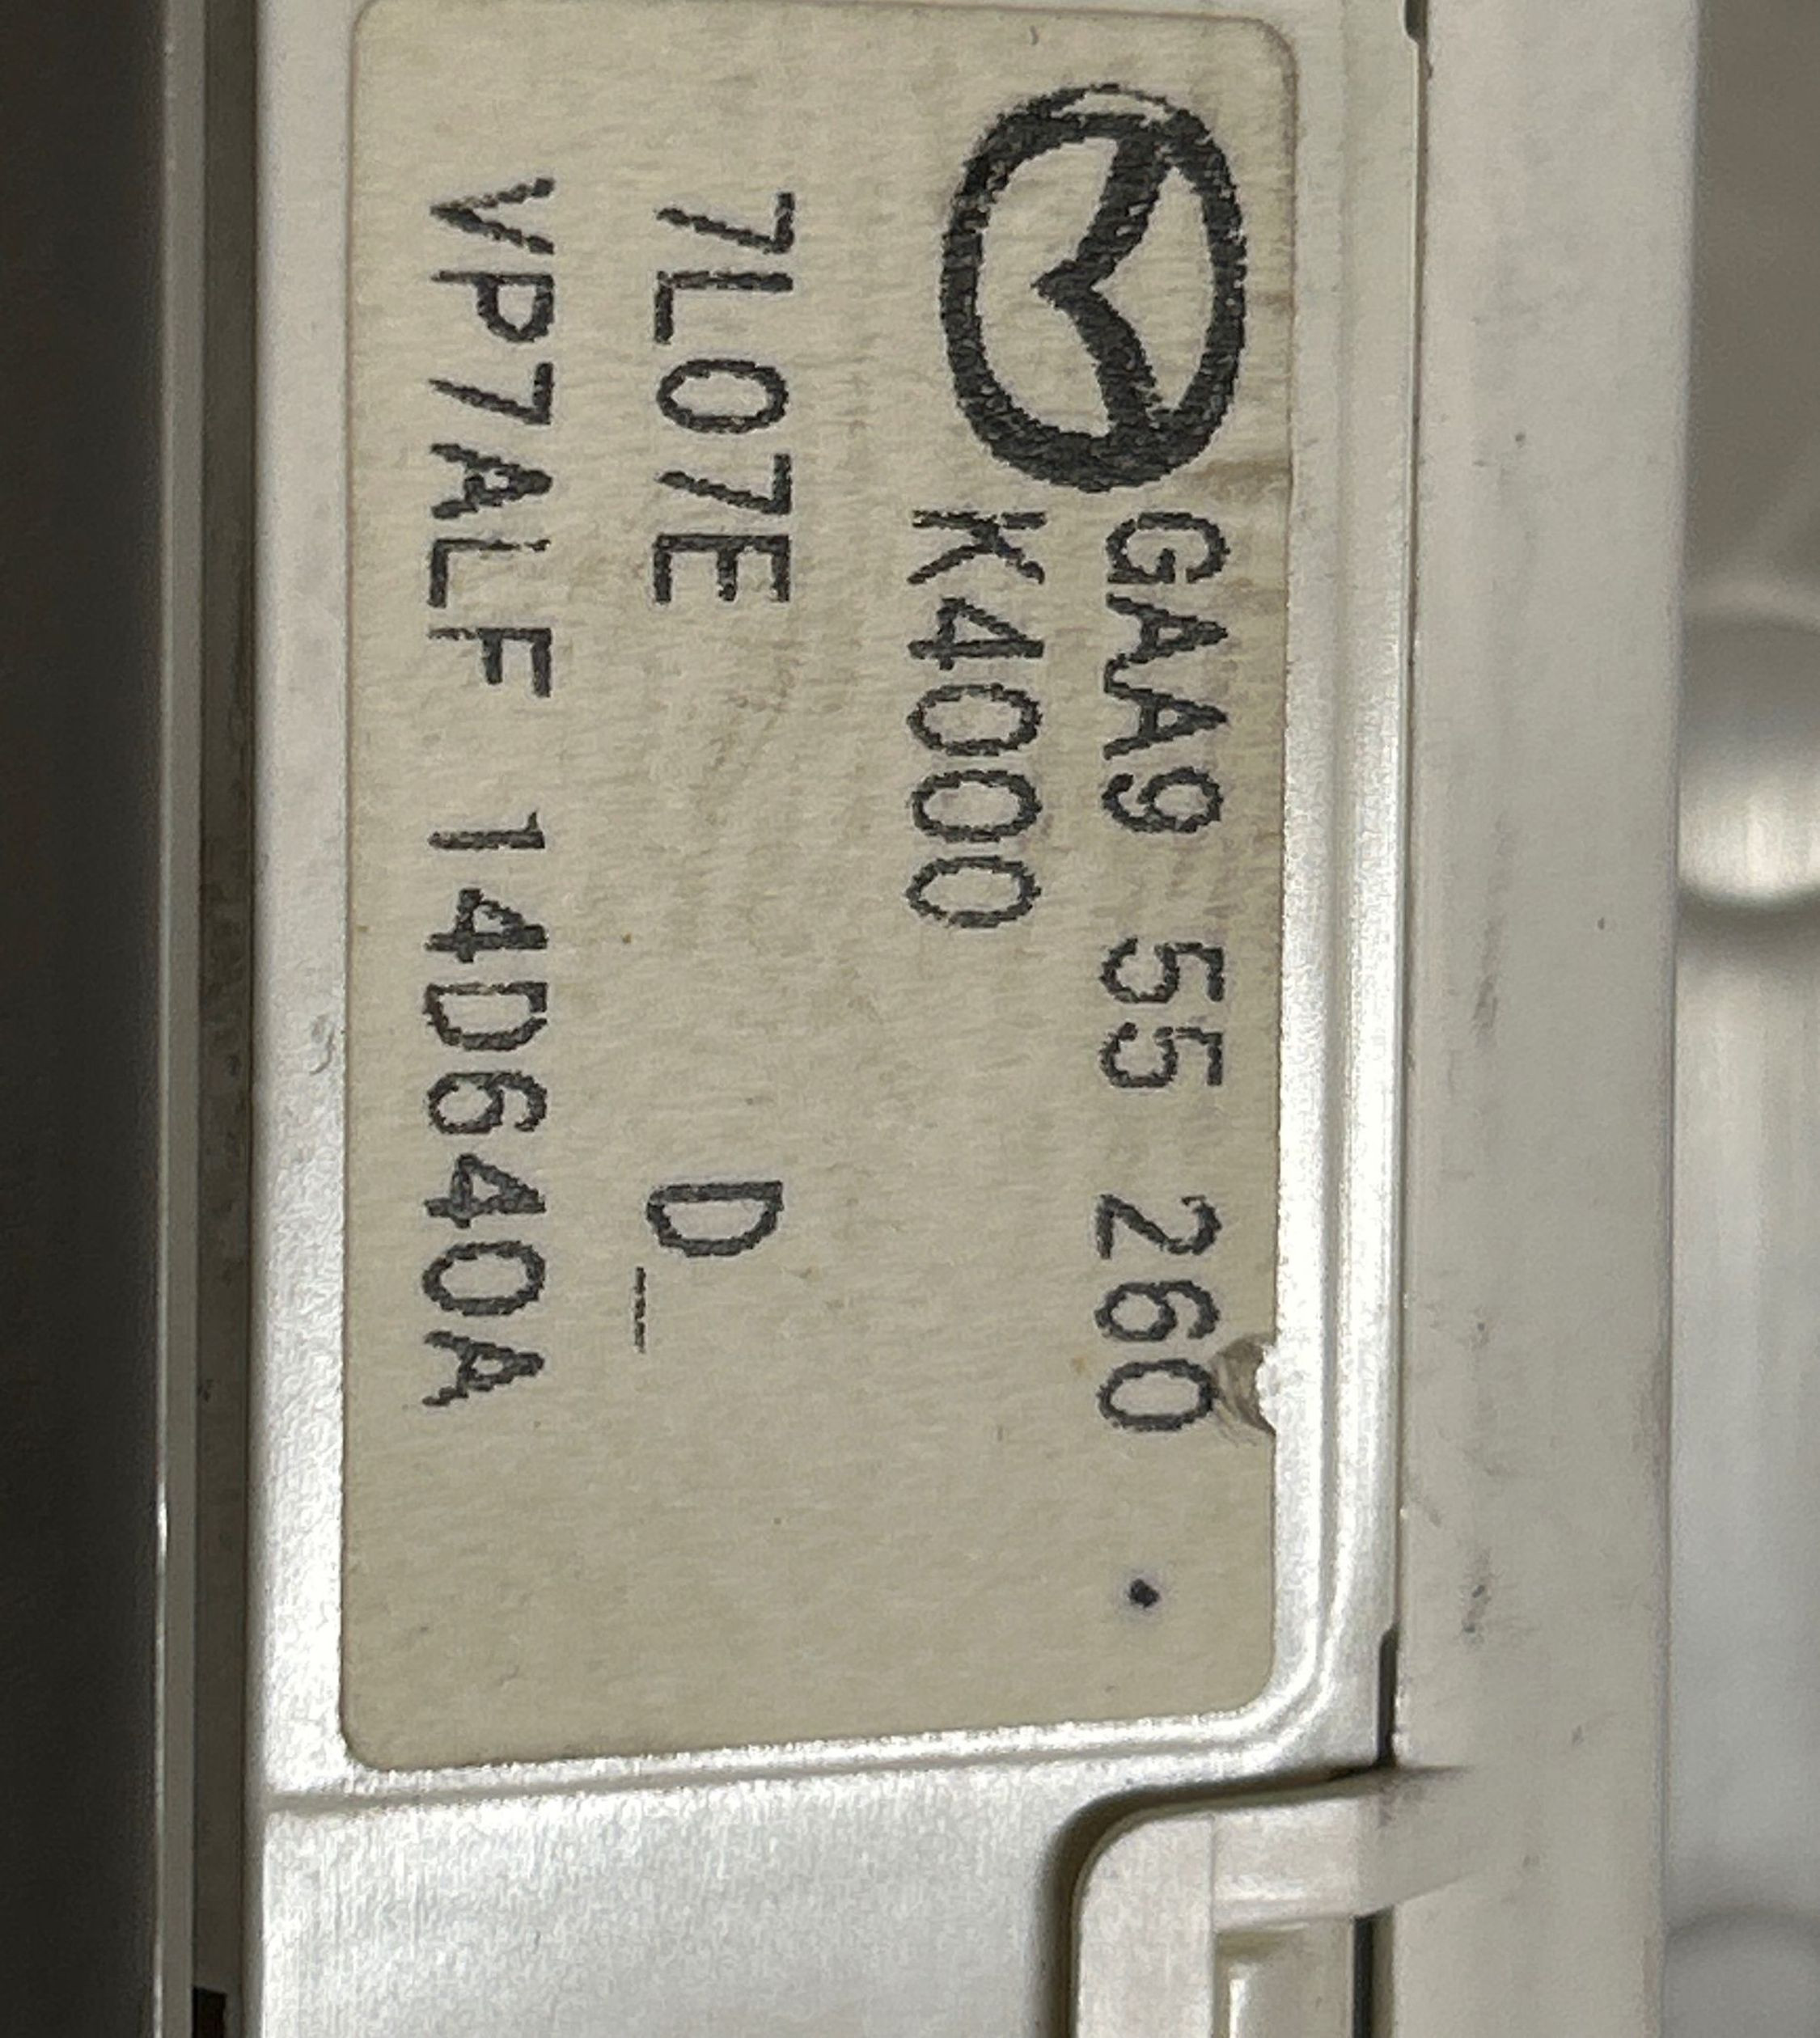 GAA9 55 260
K4000
7L07E D_
VP7ALF 14D640A